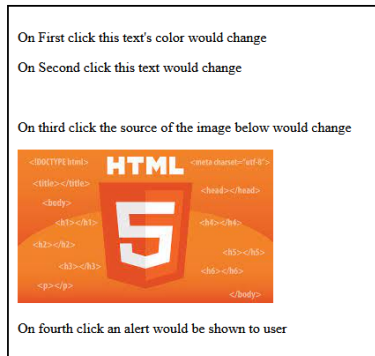 On First click this text's color would change
On Second click this text would change
On third click the source of the image below would change
<!DOCTYPE html>
HTML
<meta charset="utf-8">
<title></title>
<head></head>
<body>
<h1></h1>
5
<h4></h4>
<h2></h2>
<h5></h5>
<h3></h3>
<h6></h6>
<p></p>
</body>
On fourth click an alert would be shown to user